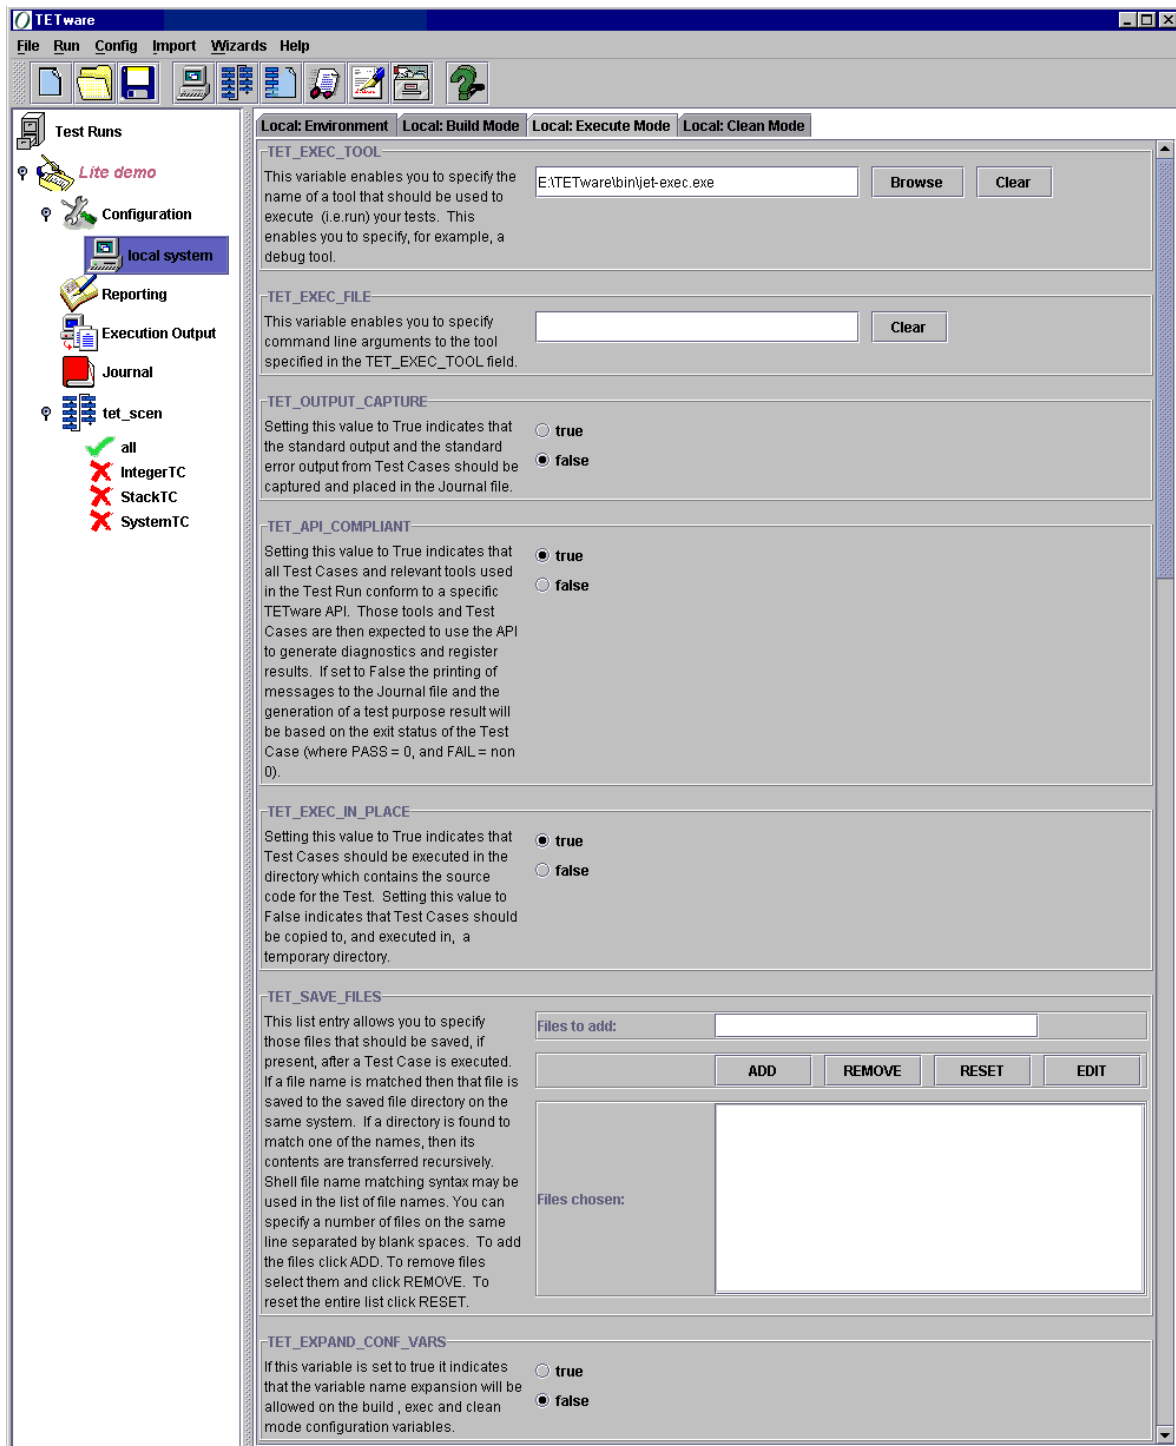 TETware
File Run Config Import Wizards Help
Test Runs
Lite demo
Configuration
local system
Reporting
Execution Output
Journal
tet_scen
all
IntegerTC
StackTC
SystemTC
Local: Environment Local: Build Mode Local: Execute Mode Local: Clean Mode
TET_EXEC_TOOL
This variable enables you to specify the
name of a tool that should be used to
execute (i.e.run) your tests. This
enables you to specify, for example, a
debug tool.
E:\TETware\bin\jet-exec.exe
Browse Clear
TET_EXEC_FILE
This variable enables you to specify
command line arguments to the tool
specified in the TET_EXEC_TOOL field.
Clear
TET_OUTPUT_CAPTURE
Setting this value to True indicates that
the standard output and the standard
error output from Test Cases should be
captured and placed in the Journal file.
true
false
TET_API_COMPLIANT
Setting this value to True indicates that
all Test Cases and relevant tools used
in the Test Run conform to a specific
TETware API. Those tools and Test
Cases are then expected to use the API
to generate diagnostics and register
results. If set to False the printing of
messages to the Journal file and the
generation of a test purpose result will
be based on the exit status of the Test
Case (where PASS = 0, and FAIL = non
0).
true
false
TET_EXEC_IN_PLACE
Setting this value to True indicates that
Test Cases should be executed in the
directory which contains the source
code for the Test. Setting this value to
False indicates that Test Cases should
be copied to, and executed in, a
temporary directory.
true
false
TET_SAVE_FILES
This list entry allows you to specify
those files that should be saved, if
present, after a Test Case is executed.
If a file name is matched then that file is
saved to the saved file directory on the
same system. If a directory is found to
match one of the names, then its
contents are transferred recursively.
Shell file name matching syntax may be
used in the list of file names. You can
specify a number of files on the same
line separated by blank spaces. To add
the files click ADD. To remove files
select them and click REMOVE. To
reset the entire list click RESET.
Files to add:
ADD REMOVE RESET EDIT
Files chosen:
TET_EXPAND_CONF_VARS
If this variable is set to true it indicates
that the variable name expansion will be
allowed on the build , exec and clean
mode configuration variables.
true
false